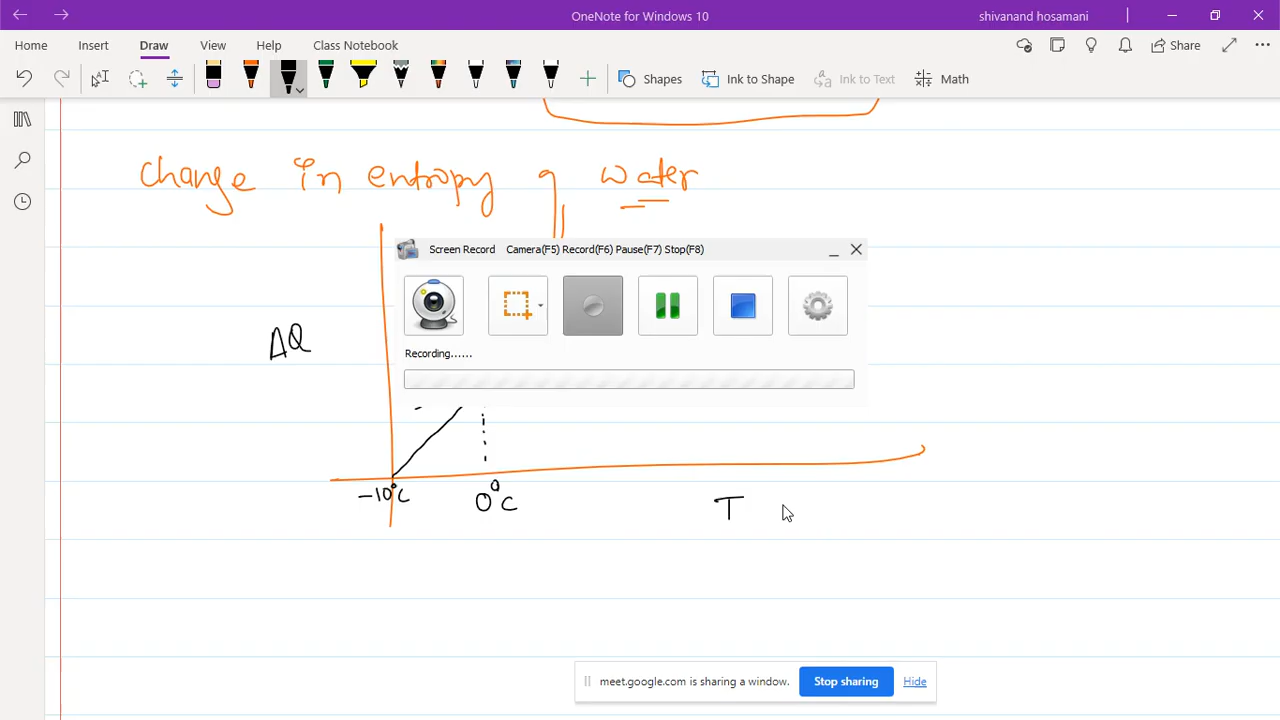 OneNote for Windows 10
shivanand hosamani
Home Insert Draw View Help Class Notebook
Share
Shapes Ink to Shape Ink to Text Math
change in entropy of water
Screen Record Camera(F5) Record(F6) Pause(F7) Stop(F8)
Recording......
ΔQ
-10°C 0°C T
meet.google.com is sharing a window. Stop sharing Hide